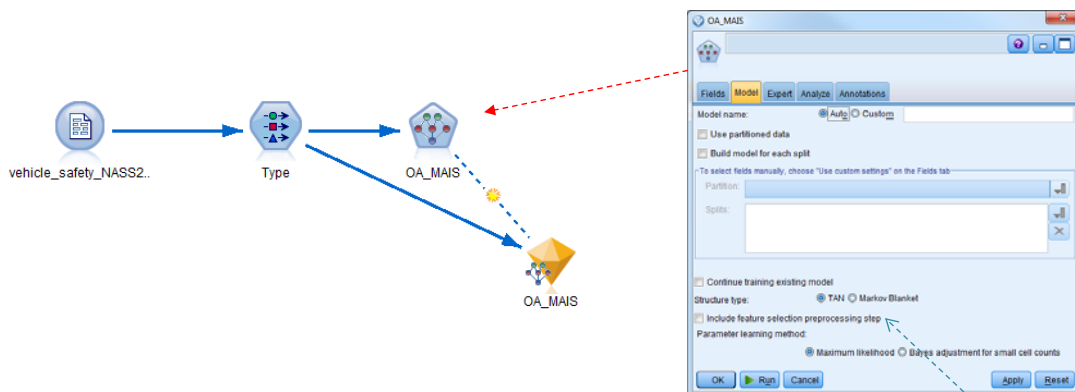 vehicle_safety_NASS2..
Type
OA_MAIS
OA_MAIS
OA_MAIS
Fields Model Expert Analyze Annotations
Model name: Auto Custom
Use partitioned data
Build model for each split
To select fields manually, choose "Use custom settings" on the Fields tab
Partition:
Splits:
Continue training existing model
Structure type: TAN Markov Blanket
Include feature selection preprocessing step
Parameter learning method:
Maximum likelihood Bayes adjustment for small cell counts
OK Run Cancel Apply Reset